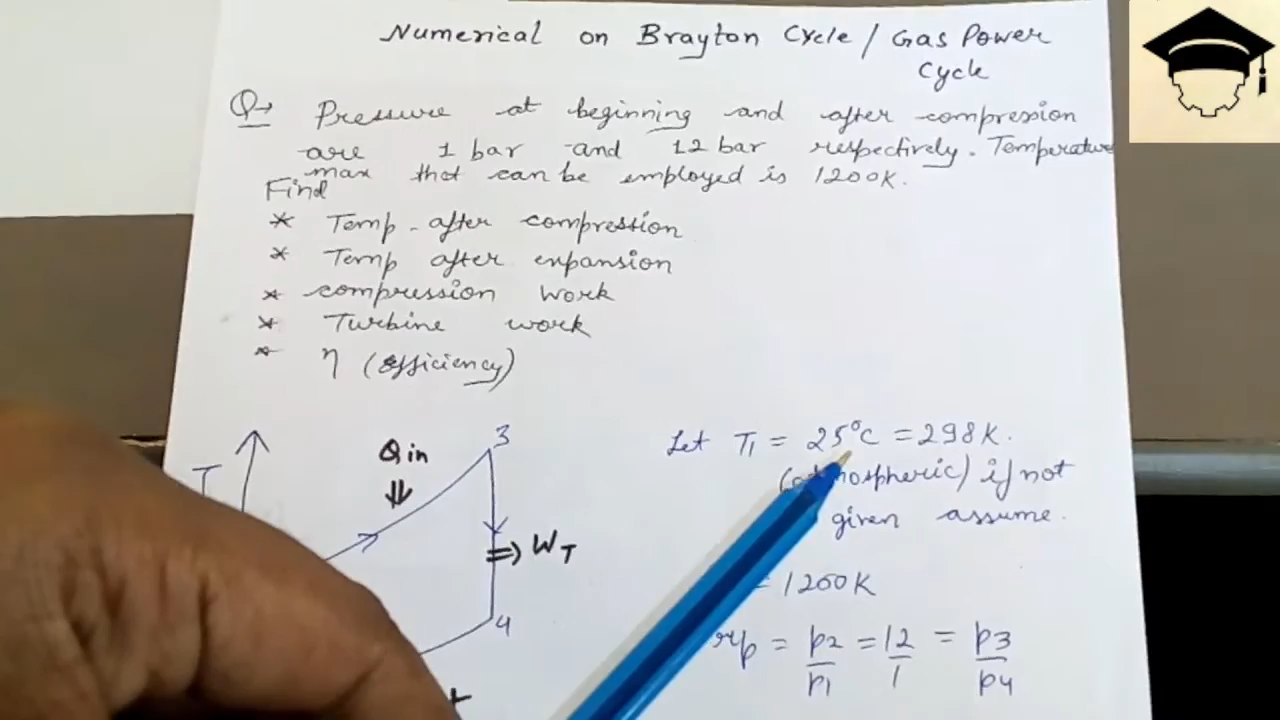 Numerical on Brayton Cycle / Gas Power
Cycle
Q→ Pressure at beginning and after compression
are 1 bar and 12 bar respectively. Temperature
max that can be employed is 1200K.
Find
* Temp. after compression
* Temp after expansion
* compression work
* Turbine work
* η (efficiency)
T
Q in
3
W_T
4
Let T1 = 25°C = 298K.
if not
given assume.
= 1200K
rp = p2/p1 = 12/1 = p3/p4